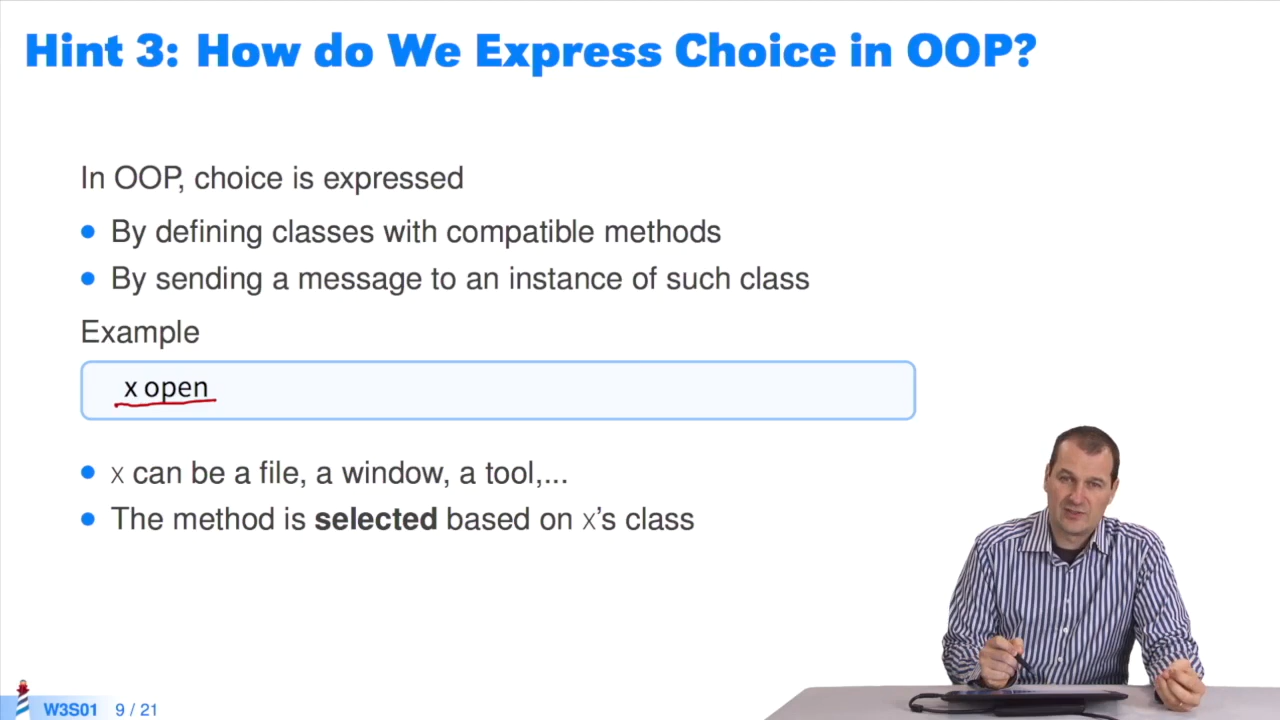 Hint 3: How do We Express Choice in OOP?
In OOP, choice is expressed
By defining classes with compatible methods
By sending a message to an instance of such class
Example
x open
x can be a file, a window, a tool,...
The method is selected based on x's class
W3S01 9 / 21